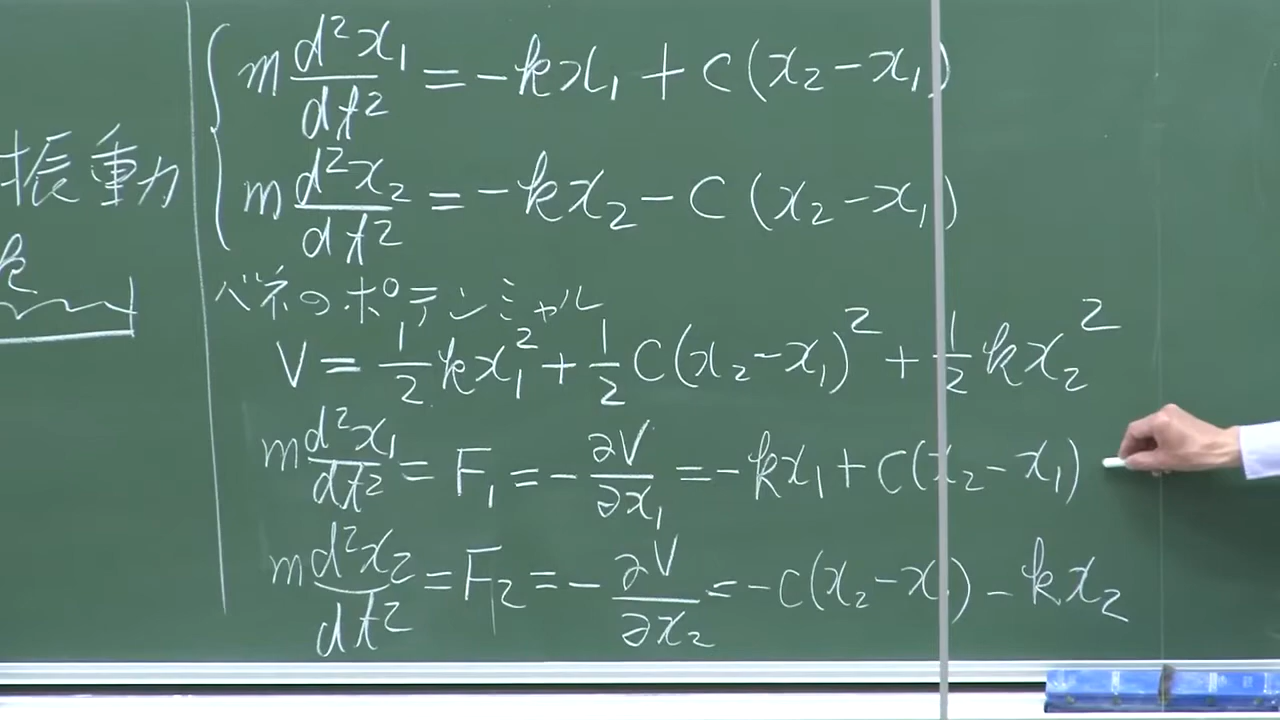 振動
k
m d²x₁/dt² = -kx₁ + C(x₂-x₁)
m d²x₂/dt² = -kx₂ - C(x₂-x₁)
バネのポテンシャル
V = 1/2 kx₁² + 1/2 C(x₂-x₁)² + 1/2 kx₂²
m d²x₁/dt² = F₁ = -∂V/∂x₁ = -kx₁ + C(x₂-x₁)
m d²x₂/dt² = F₂ = -∂V/∂x₂ = -C(x₂-x₁) - kx₂